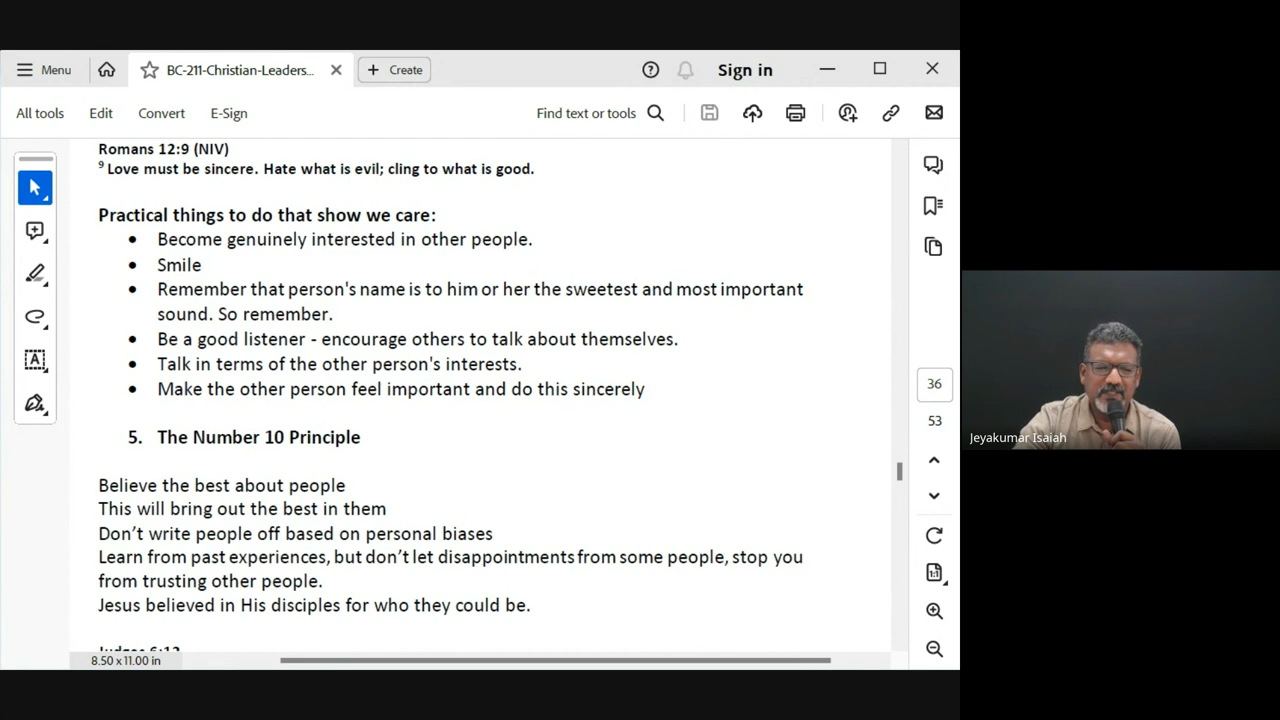 Menu
BC-211-Christian-Leaders...
Create
Sign in
All tools
Edit
Convert
E-Sign
Find text or tools
Romans 12:9 (NIV)
9 Love must be sincere. Hate what is evil; cling to what is good.
Practical things to do that show we care:
• Become genuinely interested in other people.
• Smile
• Remember that person's name is to him or her the sweetest and most important
sound. So remember.
• Be a good listener - encourage others to talk about themselves.
• Talk in terms of the other person's interests.
• Make the other person feel important and do this sincerely
5. The Number 10 Principle
Believe the best about people
This will bring out the best in them
Don’t write people off based on personal biases
Learn from past experiences, but don’t let disappointments from some people, stop you
from trusting other people.
Jesus believed in His disciples for who they could be.
Judges 6:12
8.50 x 11.00 in
36
53
1:1
Jeyakumar Isaiah